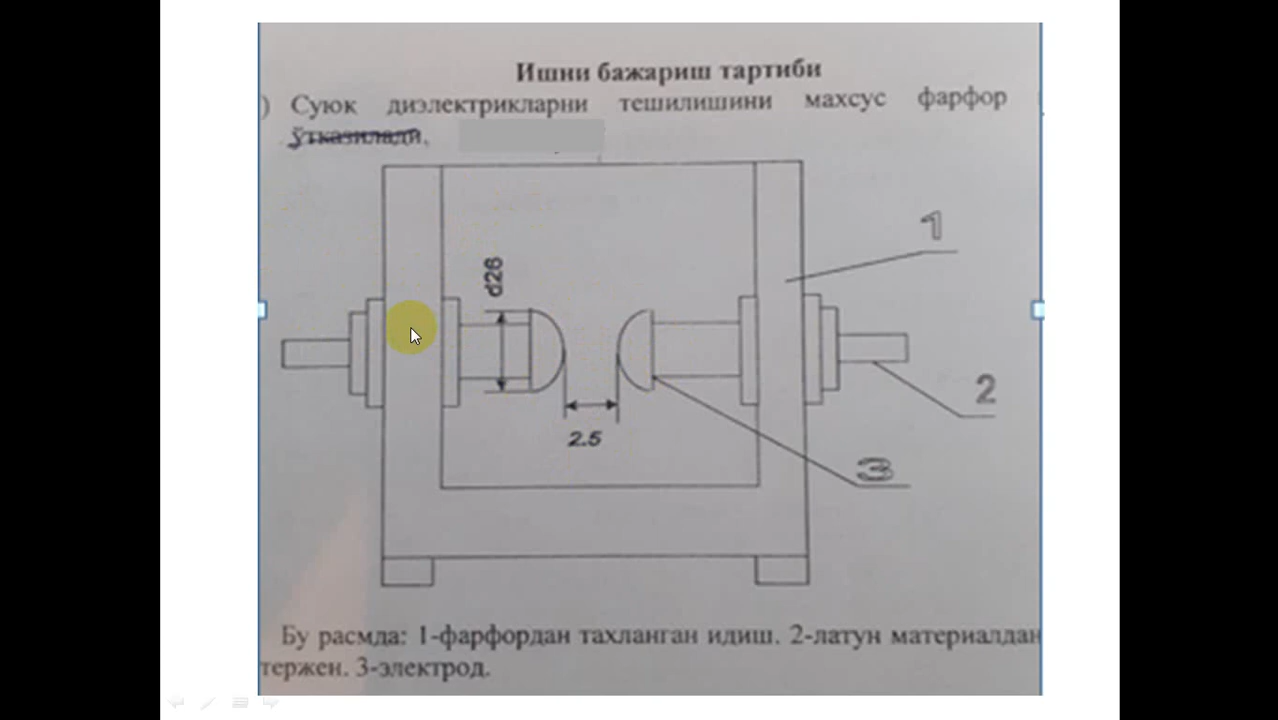 Ишни бажариш тартиби
) Суюк диэлектрикларни тешилишини махсус фарфор
ўтказилади,
1
d26
2
2.5
3
Бу расмда: 1-фарфордан тахланган идиш. 2-латун материалдан
тержен. 3-электрод.